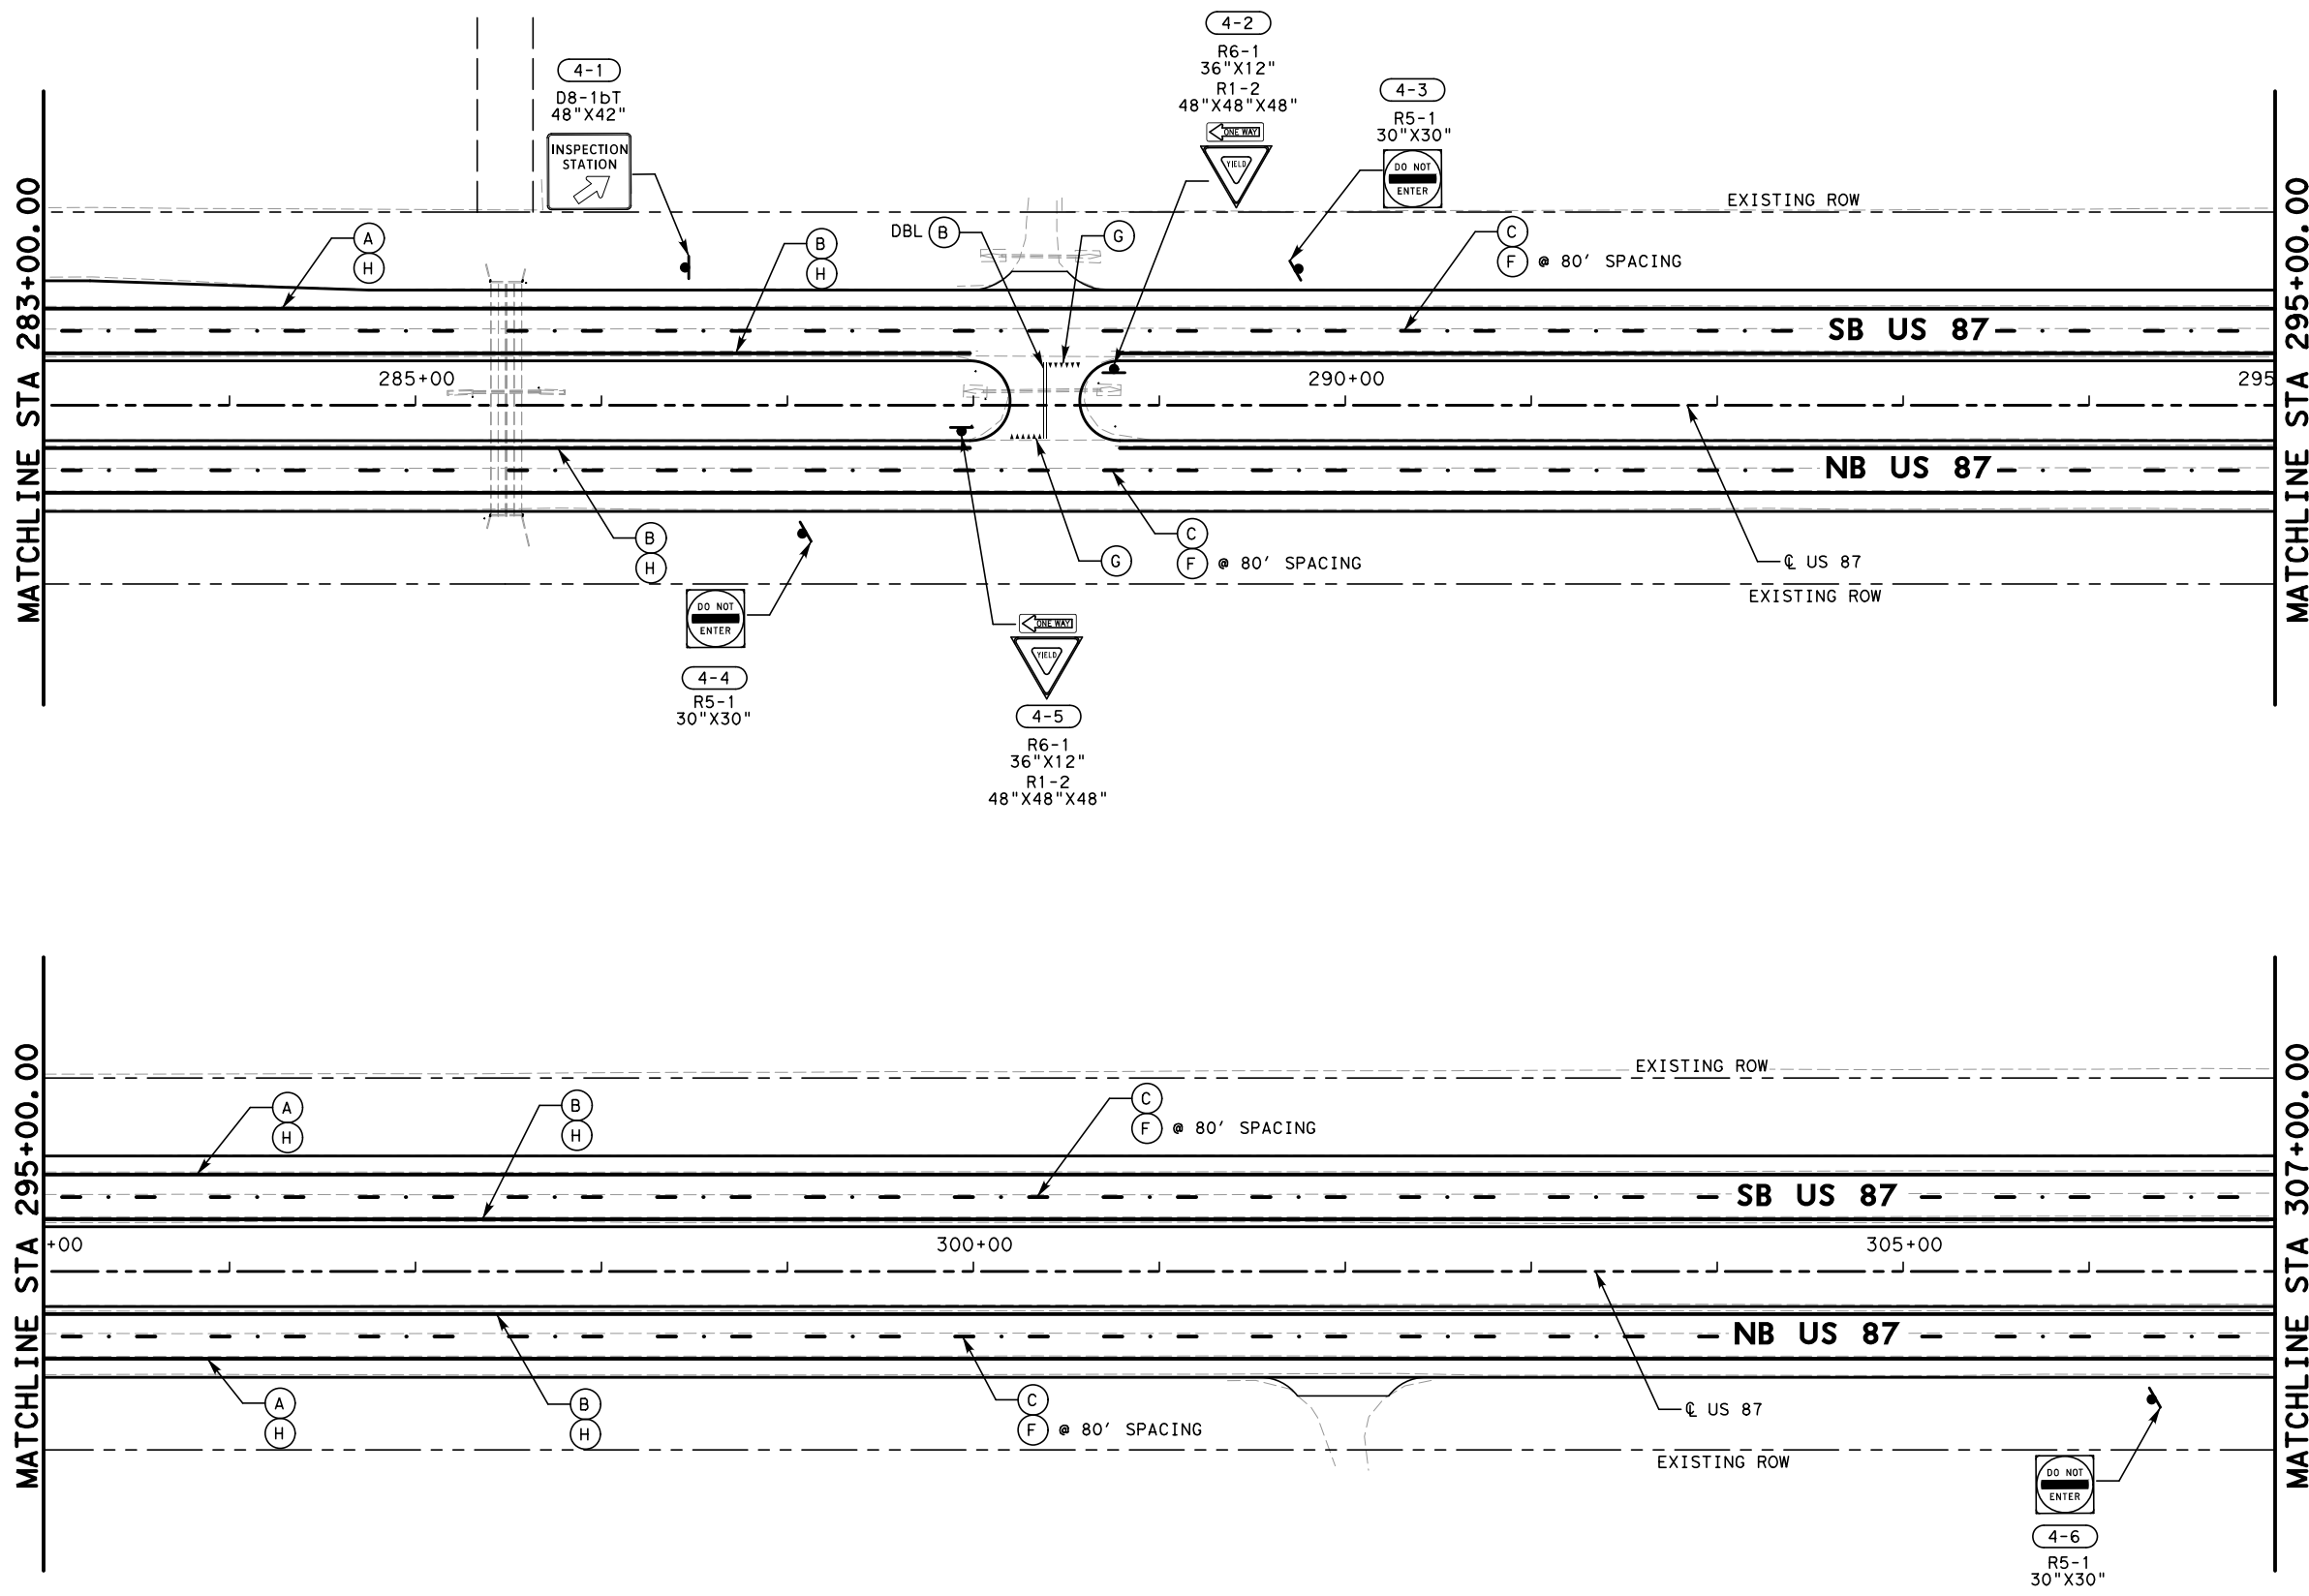 4-2
R6-1
36"X12"
R1-2
48"X48"X48"
ONE WAY
YIELD
4-1
D8-1bT
48"X42"
INSPECTION
STATION
4-3
R5-1
30"X30"
DO NOT
ENTER
EXISTING ROW
MATCHLINE STA 283+00.00
A
H
B
H
DBL B
G
C
F @ 80' SPACING
SB US 87
285+00
290+00
295
NB US 87
B
H
C
F @ 80' SPACING
G
℄ US 87
EXISTING ROW
MATCHLINE STA 295+00.00
DO NOT
ENTER
4-4
R5-1
30"X30"
ONE WAY
YIELD
4-5
R6-1
36"X12"
R1-2
48"X48"X48"
MATCHLINE STA 295+00.00
EXISTING ROW
A
H
B
H
C
F @ 80' SPACING
SB US 87
+00
300+00
305+00
NB US 87
A
H
B
H
C
F @ 80' SPACING
℄ US 87
EXISTING ROW
MATCHLINE STA 307+00.00
DO NOT
ENTER
4-6
R5-1
30"X30"